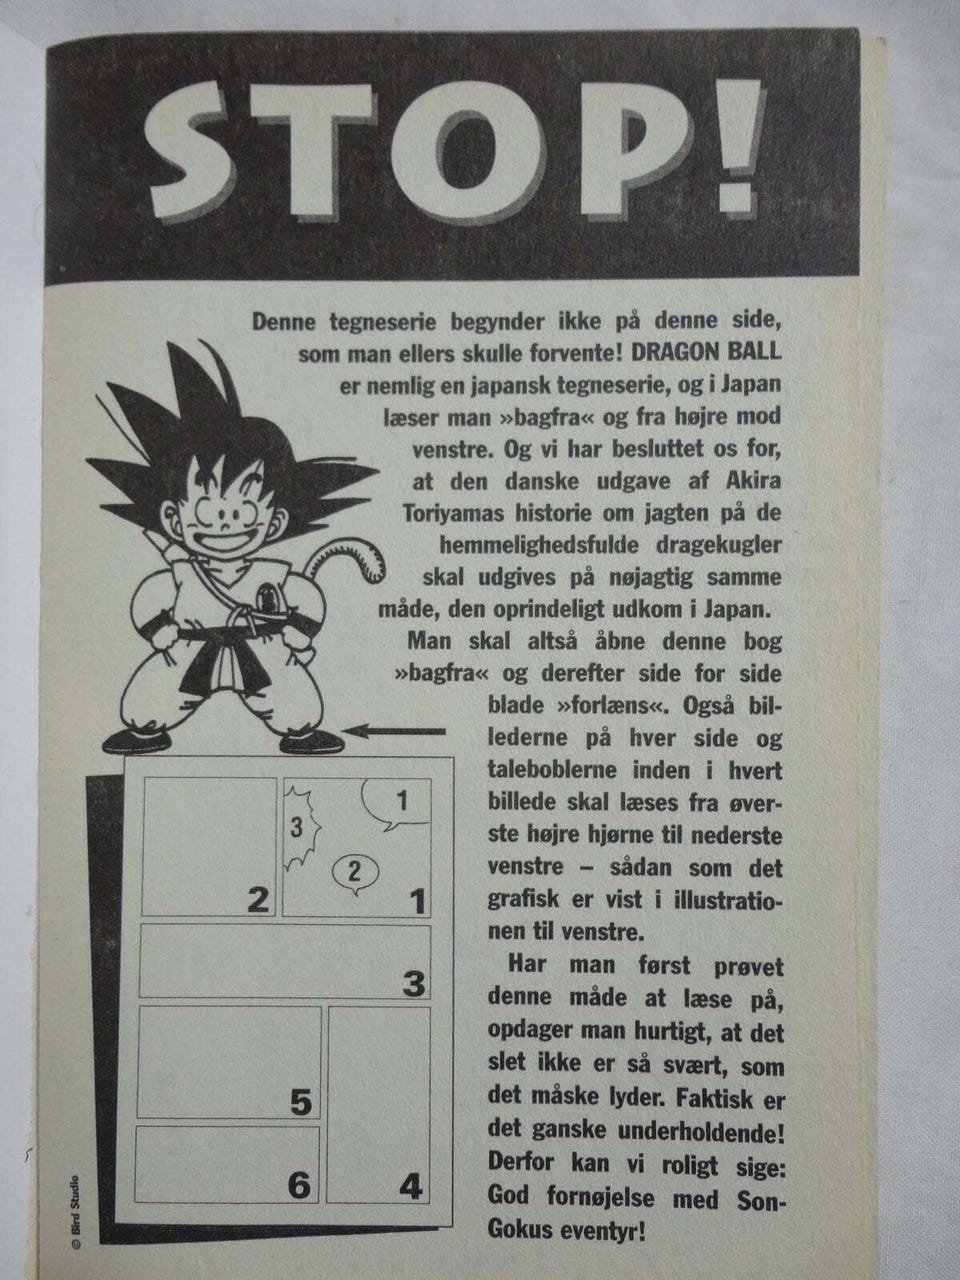 STOP!
Denne tegneserie begynder ikke på denne side,
som man ellers skulle forvente! DRAGON BALL
er nemlig en japansk tegneserie, og i Japan
læser man »bagfra« og fra højre mod
venstre. Og vi har besluttet os for,
at den danske udgave af Akira
Toriyamas historie om jagten på de
hemmelighedsfulde dragekugler
skal udgives på nøjagtig samme
måde, den oprindeligt udkom i Japan.
Man skal altså åbne denne bog
»bagfra« og derefter side for side
blade »forlæns«. Også bil-
lederne på hver side og
taleboblerne inden i hvert
billede skal læses fra øver-
ste højre hjørne til nederste
venstre – sådan som det
grafisk er vist i illustratio-
nen til venstre.
Har man først prøvet
denne måde at læse på,
opdager man hurtigt, at det
slet ikke er så svært, som
det måske lyder. Faktisk er
det ganske underholdende!
Derfor kan vi roligt sige:
God fornøjelse med Son-
Gokus eventyr!
1
2
3
1
2
3
4
5
6
© Bird Studio